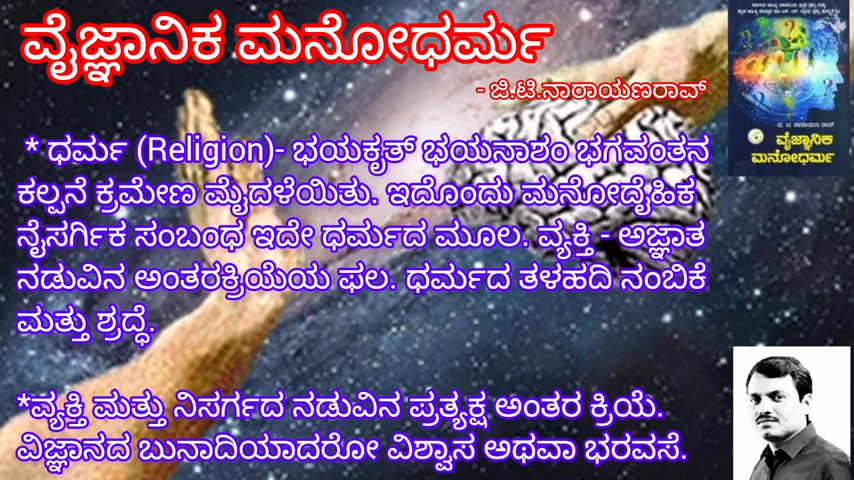 ವೈಜ್ಞಾನಿಕ ಮನೋಧರ್ಮ
- ಜಿ.ಟಿ.ನಾರಾಯಣರಾವ್
* ಧರ್ಮ (Religion)- ಭಯಕೃತ್ ಭಯನಾಶಂ ಭಗವಂತನ
ಕಲ್ಪನೆ ಕ್ರಮೇಣ ಮೈದಳೆಯಿತು. ಇದೊಂದು ಮನೋದೈಹಿಕ
ನೈಸರ್ಗಿಕ ಸಂಬಂಧ ಇದೇ ಧರ್ಮದ ಮೂಲ. ವ್ಯಕ್ತಿ - ಅಜ್ಞಾತ
ನಡುವಿನ ಅಂತರಕ್ರಿಯೆಯ ಫಲ. ಧರ್ಮದ ತಳಹದಿ ನಂಬಿಕೆ
ಮತ್ತು ಶ್ರದ್ಧೆ.
*ವ್ಯಕ್ತಿ ಮತ್ತು ನಿಸರ್ಗದ ನಡುವಿನ ಪ್ರತ್ಯಕ್ಷ ಅಂತರ ಕ್ರಿಯೆ.
ವಿಜ್ಞಾನದ ಬುನಾದಿಯಾದರೋ ವಿಶ್ವಾಸ ಅಥವಾ ಭರವಸೆ.
ಜಿ. ಟಿ. ನಾರಾಯಣ ರಾವ್
ವೈಜ್ಞಾನಿಕ
ಮನೋಧರ್ಮ